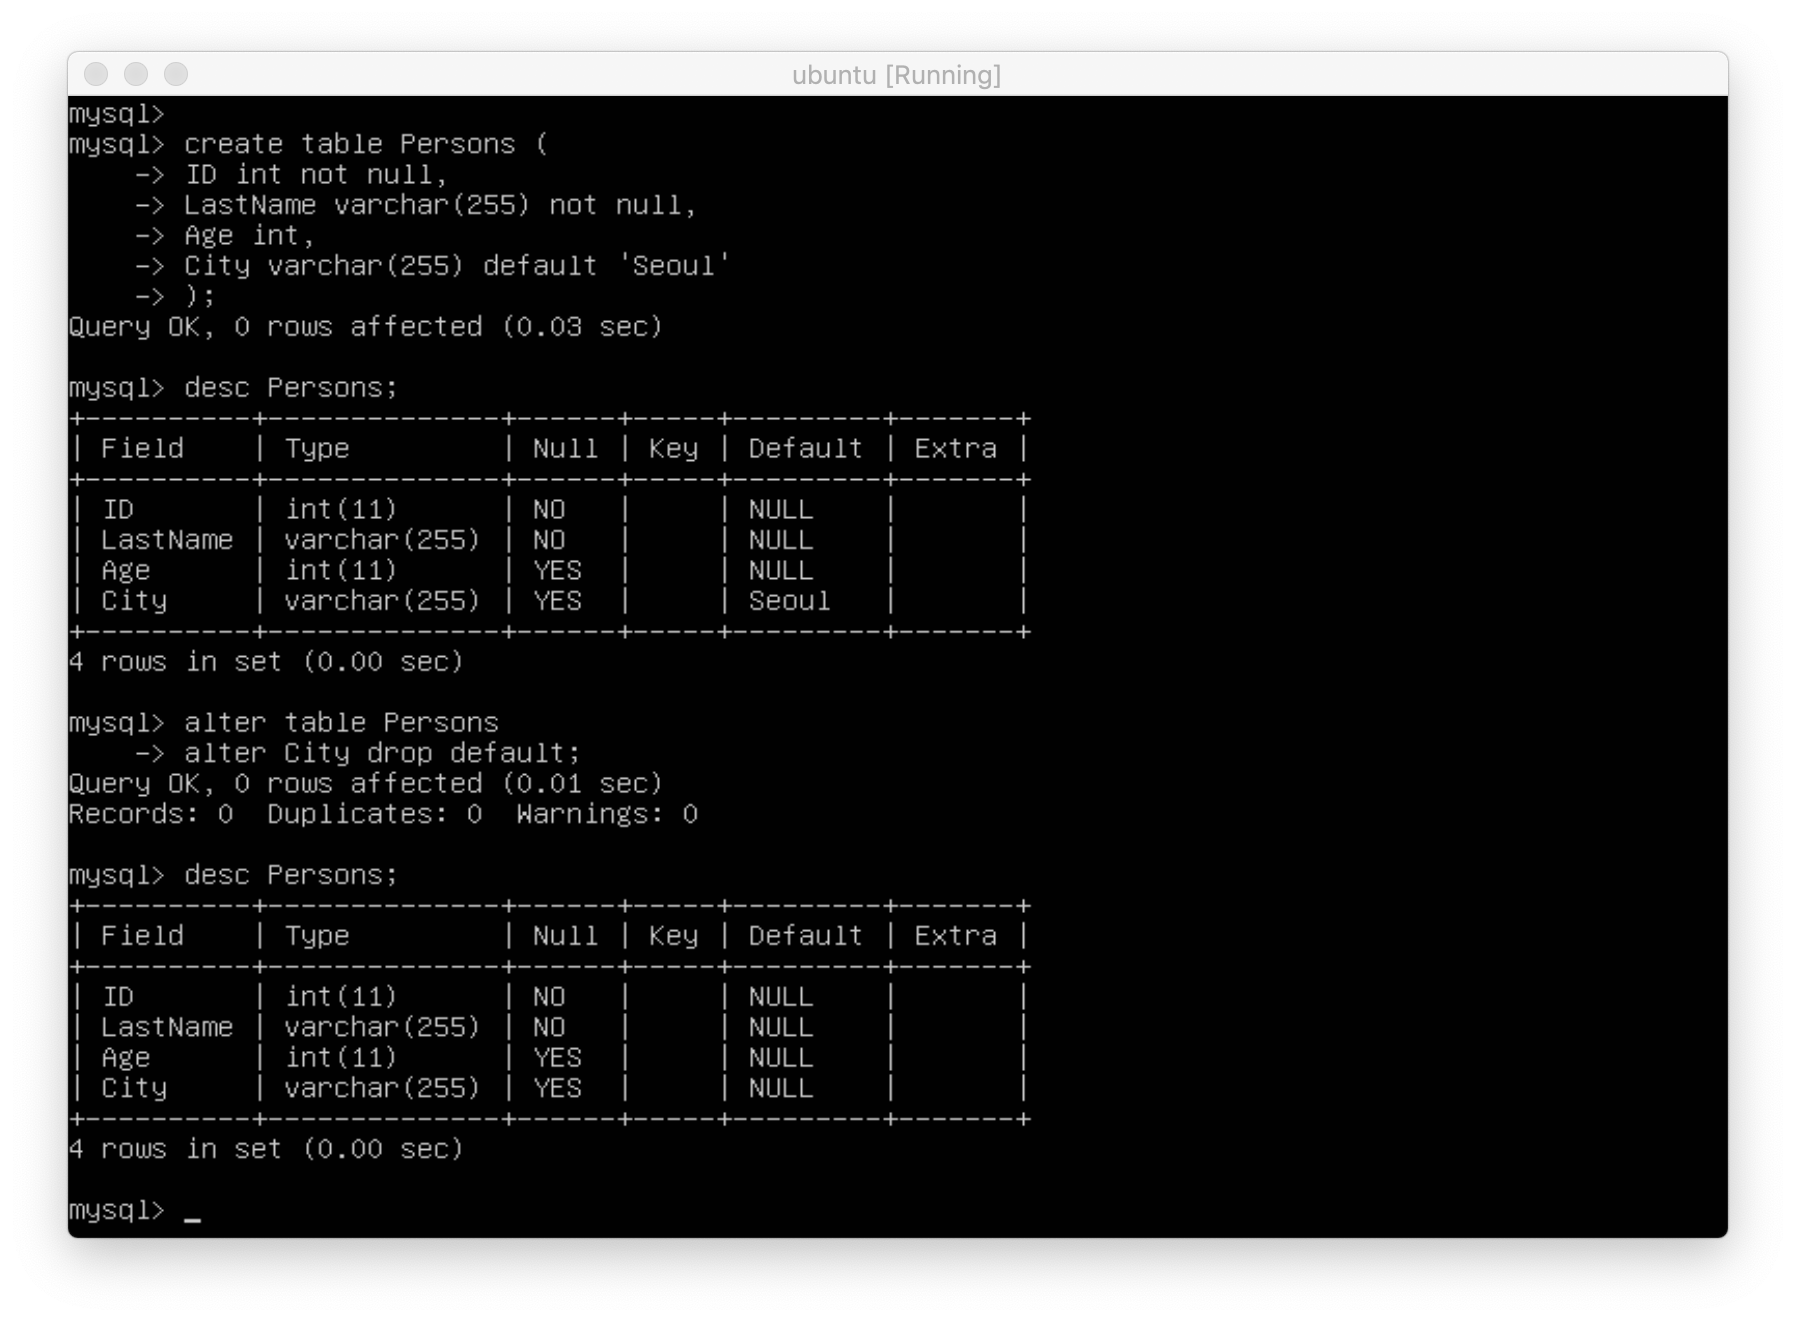 ubuntu [Running]
mysql>
mysql> create table Persons (
    -> ID int not null,
    -> LastName varchar(255) not null,
    -> Age int,
    -> City varchar(255) default 'Seoul'
    -> );
Query OK, 0 rows affected (0.03 sec)

mysql> desc Persons;
+----------+--------------+------+-----+---------+-------+
| Field    | Type         | Null | Key | Default | Extra |
+----------+--------------+------+-----+---------+-------+
| ID       | int(11)      | NO   |     | NULL    |       |
| LastName | varchar(255) | NO   |     | NULL    |       |
| Age      | int(11)      | YES  |     | NULL    |       |
| City     | varchar(255) | YES  |     | Seoul   |       |
+----------+--------------+------+-----+---------+-------+
4 rows in set (0.00 sec)

mysql> alter table Persons
    -> alter City drop default;
Query OK, 0 rows affected (0.01 sec)
Records: 0  Duplicates: 0  Warnings: 0

mysql> desc Persons;
+----------+--------------+------+-----+---------+-------+
| Field    | Type         | Null | Key | Default | Extra |
+----------+--------------+------+-----+---------+-------+
| ID       | int(11)      | NO   |     | NULL    |       |
| LastName | varchar(255) | NO   |     | NULL    |       |
| Age      | int(11)      | YES  |     | NULL    |       |
| City     | varchar(255) | YES  |     | NULL    |       |
+----------+--------------+------+-----+---------+-------+
4 rows in set (0.00 sec)

mysql> _